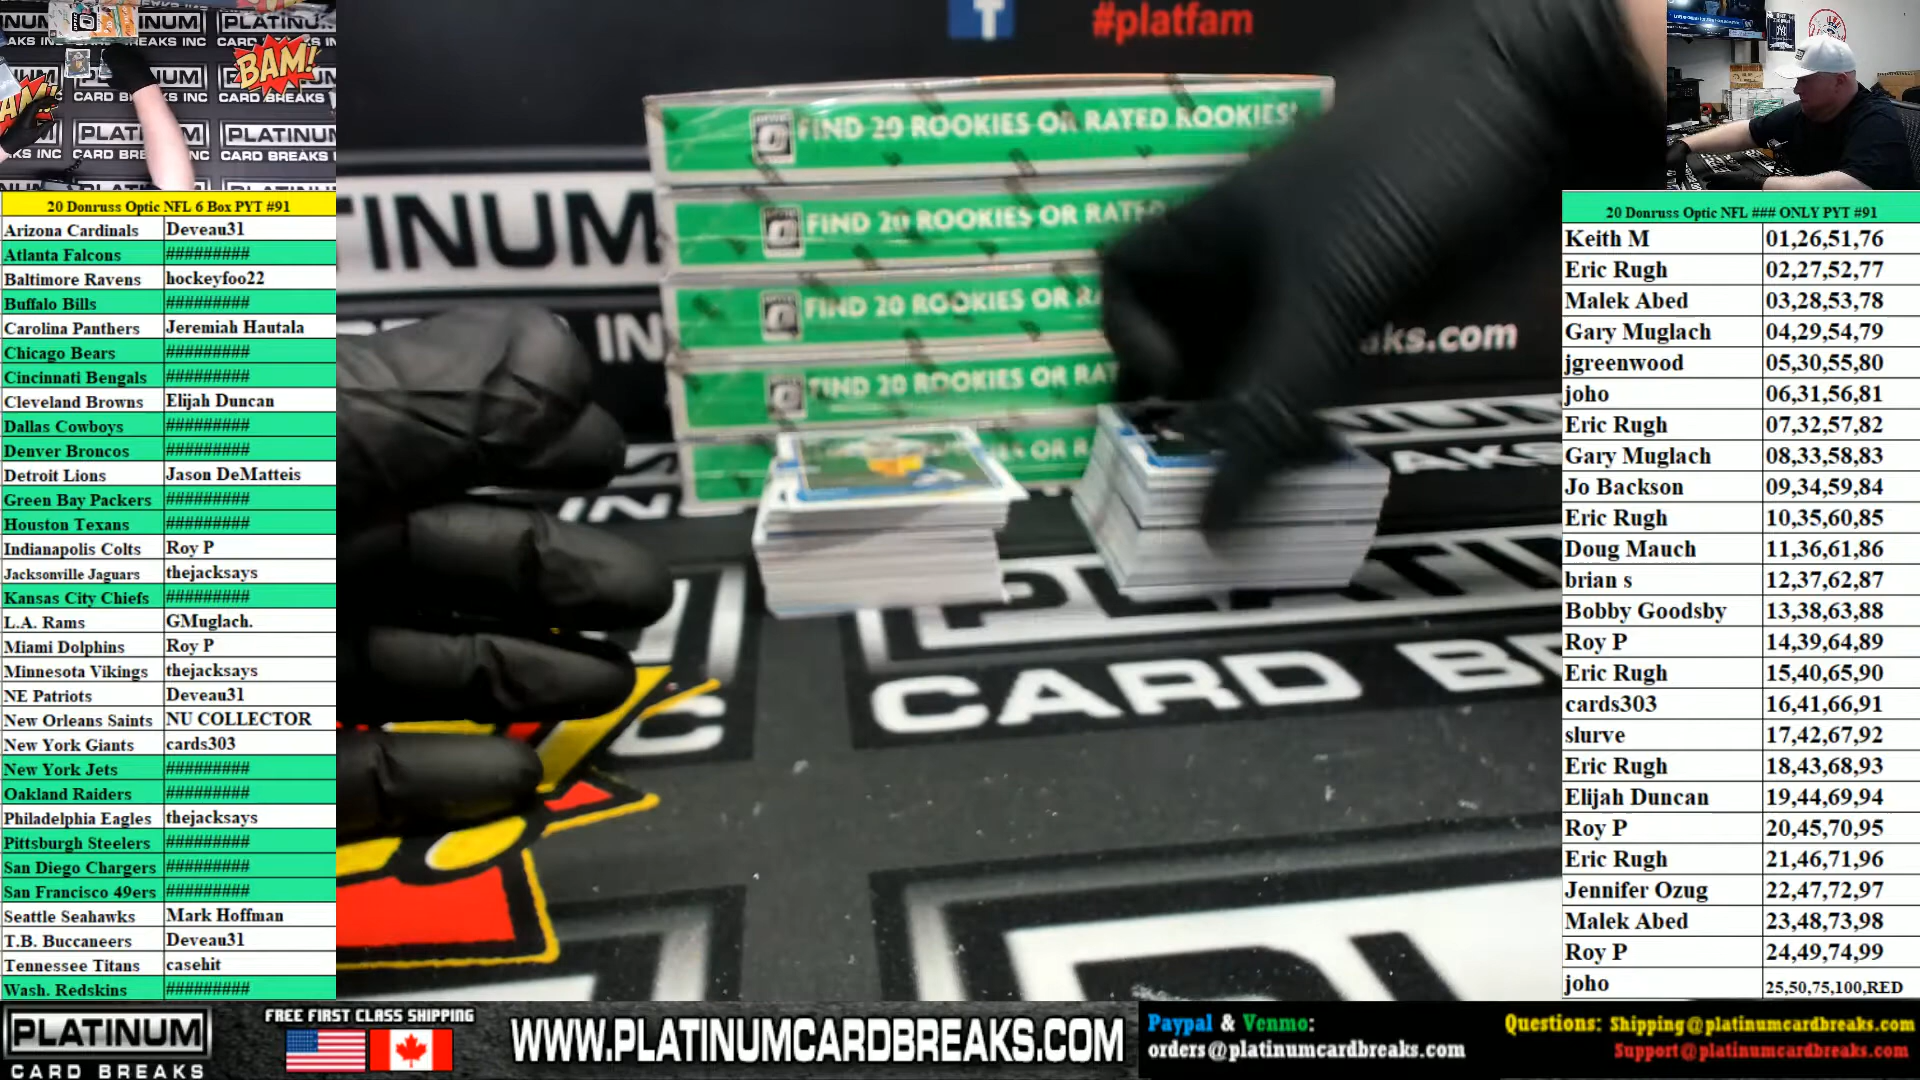 20 Donruss Optic NFL 6 Box PYT #91
Arizona Cardinals Deveau31
Atlanta Falcons #########
Baltimore Ravens hockeyfoo22
Buffalo Bills #########
Carolina Panthers Jeremiah Hautala
Chicago Bears #########
Cincinnati Bengals #########
Cleveland Browns Elijah Duncan
Dallas Cowboys #########
Denver Broncos #########
Detroit Lions Jason DeMatteis
Green Bay Packers #########
Houston Texans #########
Indianapolis Colts Roy P
Jacksonville Jaguars thejacksays
Kansas City Chiefs #########
L.A. Rams GMuglach.
Miami Dolphins Roy P
Minnesota Vikings thejacksays
NE Patriots Deveau31
New Orleans Saints NU COLLECTOR
New York Giants cards303
New York Jets #########
Oakland Raiders #########
Philadelphia Eagles thejacksays
Pittsburgh Steelers #########
San Diego Chargers #########
San Francisco 49ers #########
Seattle Seahawks Mark Hoffman
T.B. Buccaneers Deveau31
Tennessee Titans casehit
Wash. Redskins #########
#platfam
FIND 20 ROOKIES OR RATED ROOKIES!
FIND 20 ROOKIES OR RATED
FIND 20 ROOKIES OR RA
FIND 20 ROOKIES OR RAT
OR RA
TINUM
INC
aks.com
CARD BR
BAM!
PLATINUM
CARD BREAKS INC
20 Donruss Optic NFL ### ONLY PYT #91
Keith M 01,26,51,76
Eric Rugh 02,27,52,77
Malek Abed 03,28,53,78
Gary Muglach 04,29,54,79
jgreenwood 05,30,55,80
joho 06,31,56,81
Eric Rugh 07,32,57,82
Gary Muglach 08,33,58,83
Jo Backson 09,34,59,84
Eric Rugh 10,35,60,85
Doug Mauch 11,36,61,86
brian s 12,37,62,87
Bobby Goodsby 13,38,63,88
Roy P 14,39,64,89
Eric Rugh 15,40,65,90
cards303 16,41,66,91
slurve 17,42,67,92
Eric Rugh 18,43,68,93
Elijah Duncan 19,44,69,94
Roy P 20,45,70,95
Eric Rugh 21,46,71,96
Jennifer Ozug 22,47,72,97
Malek Abed 23,48,73,98
Roy P 24,49,74,99
joho 25,50,75,100,RED
PLATINUM
CARD BREAKS
FREE FIRST CLASS SHIPPING
WWW.PLATINUMCARDBREAKS.COM
Paypal & Venmo:
orders@platinumcardbreaks.com
Questions: Shipping@platinumcardbreaks.com
Support@platinumcardbreaks.com